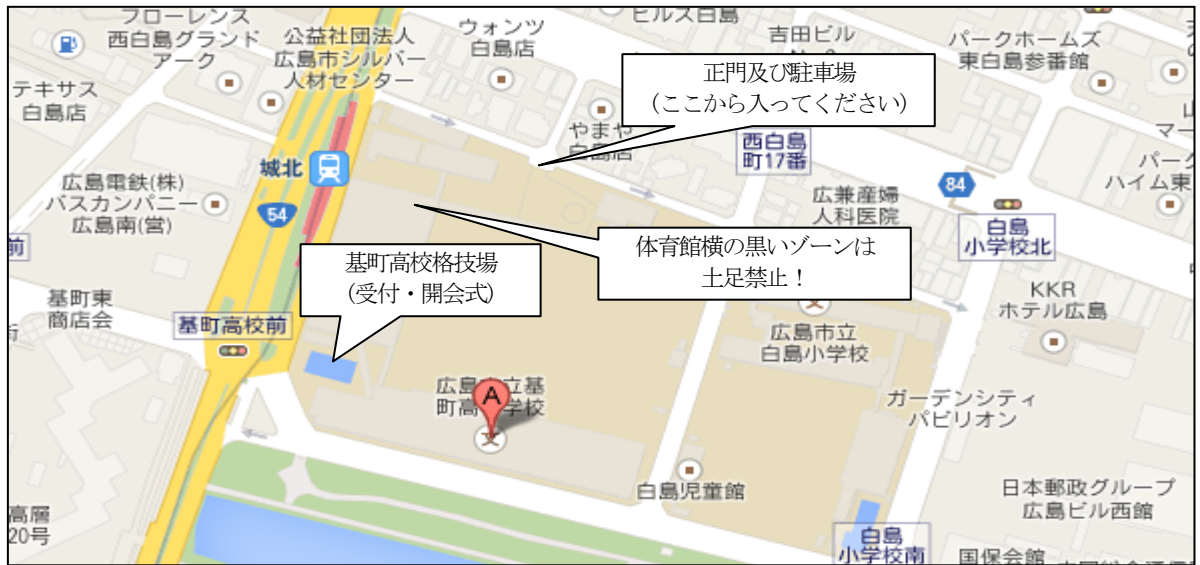 フローレンス
西白島グランド
アーク
公益社団法人
広島市シルバー
人材センター
ウォンツ
白島店
ヒルズ白島
吉田ビル
パークホームズ
東白島参番館
テキサス
白島店
正門及び駐車場
（ここから入ってください）
やまや
白島店
西白島
町17番
城北
54
広島電鉄(株)
バスカンパニー
広島南(営)
84
パーク
ハイム東
広兼産婦
人科医院
白島
小学校北
前
体育館横の黒いゾーンは
土足禁止！
基町高校格技場
（受付・開会式）
基町東
商店会
街
基町高校前
KKR
ホテル広島
広島市立
白島小学校
広島市立基
町高等学校
A
文
ガーデンシティ
パビリオン
白島児童館
日本郵政グループ
広島ビル西館
高層
20号
白島
小学校南
国保会館